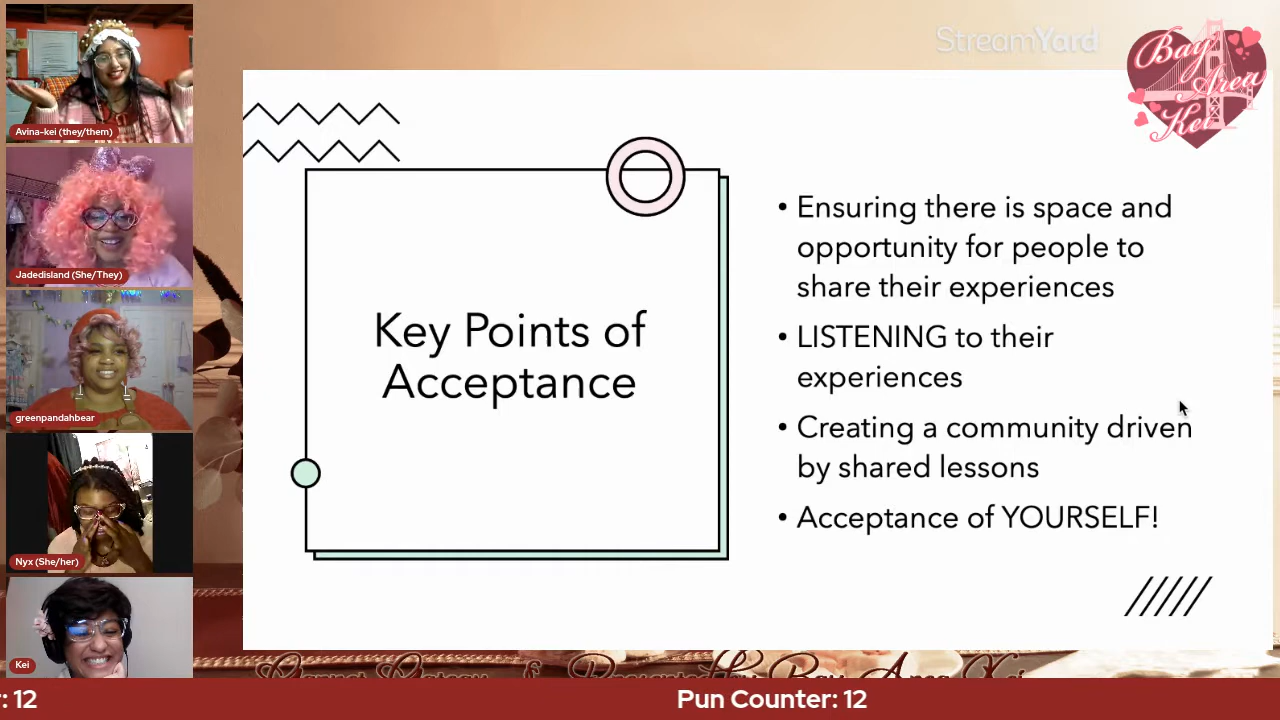 StreamYard
Bay
Area
Kei
Avina-kei (they/them)
Jadedisland (She/They)
greenpandahbear
Nyx (She/her)
Kei
Key Points of
Acceptance
• Ensuring there is space and
opportunity for people to
share their experiences
• LISTENING to their
experiences
• Creating a community driven
by shared lessons
• Acceptance of YOURSELF!
: 12
Pun Counter: 12